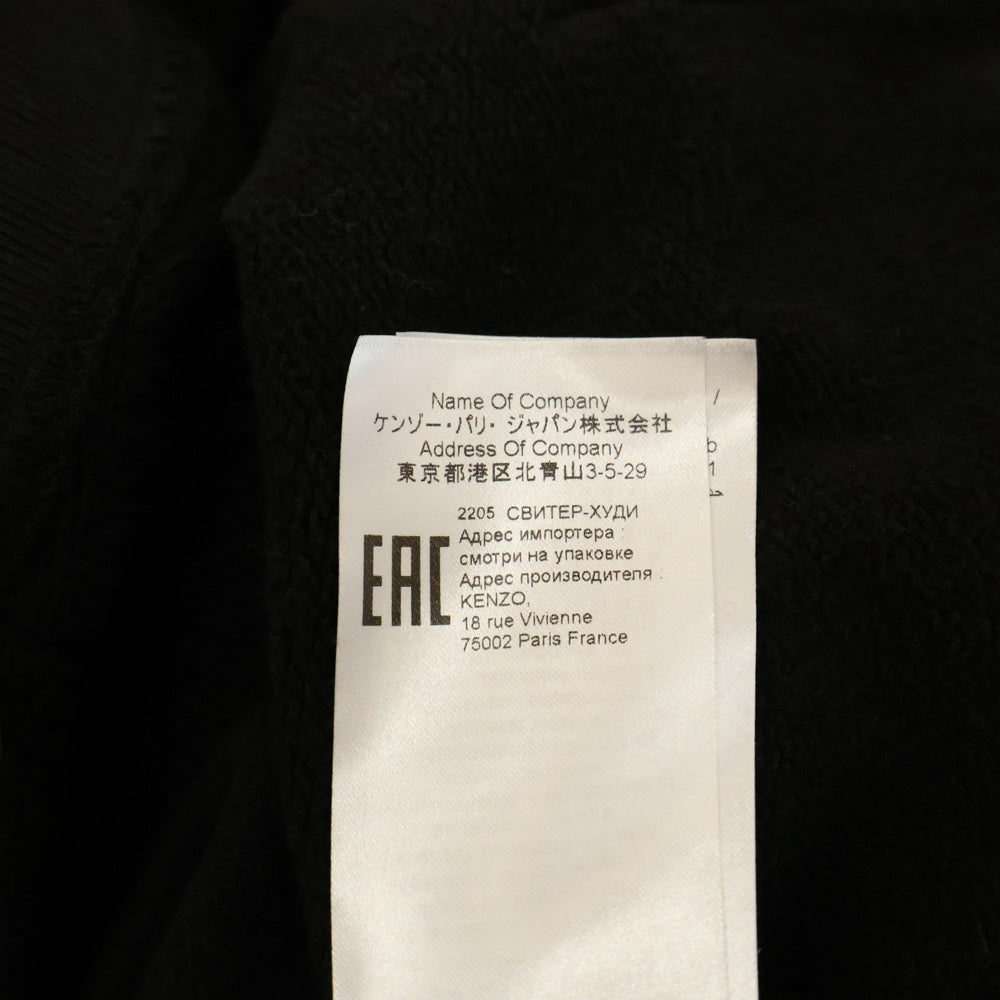 Name Of Company
ケンゾー・パリ・ジャパン株式会社
Address Of Company
東京都港区北青山3-5-29
2205 СВИТЕР-ХУДИ
Адрес импортера :
смотри на упаковке
Адрес производителя :
KENZO,
18 rue Vivienne
75002 Paris France
EAC